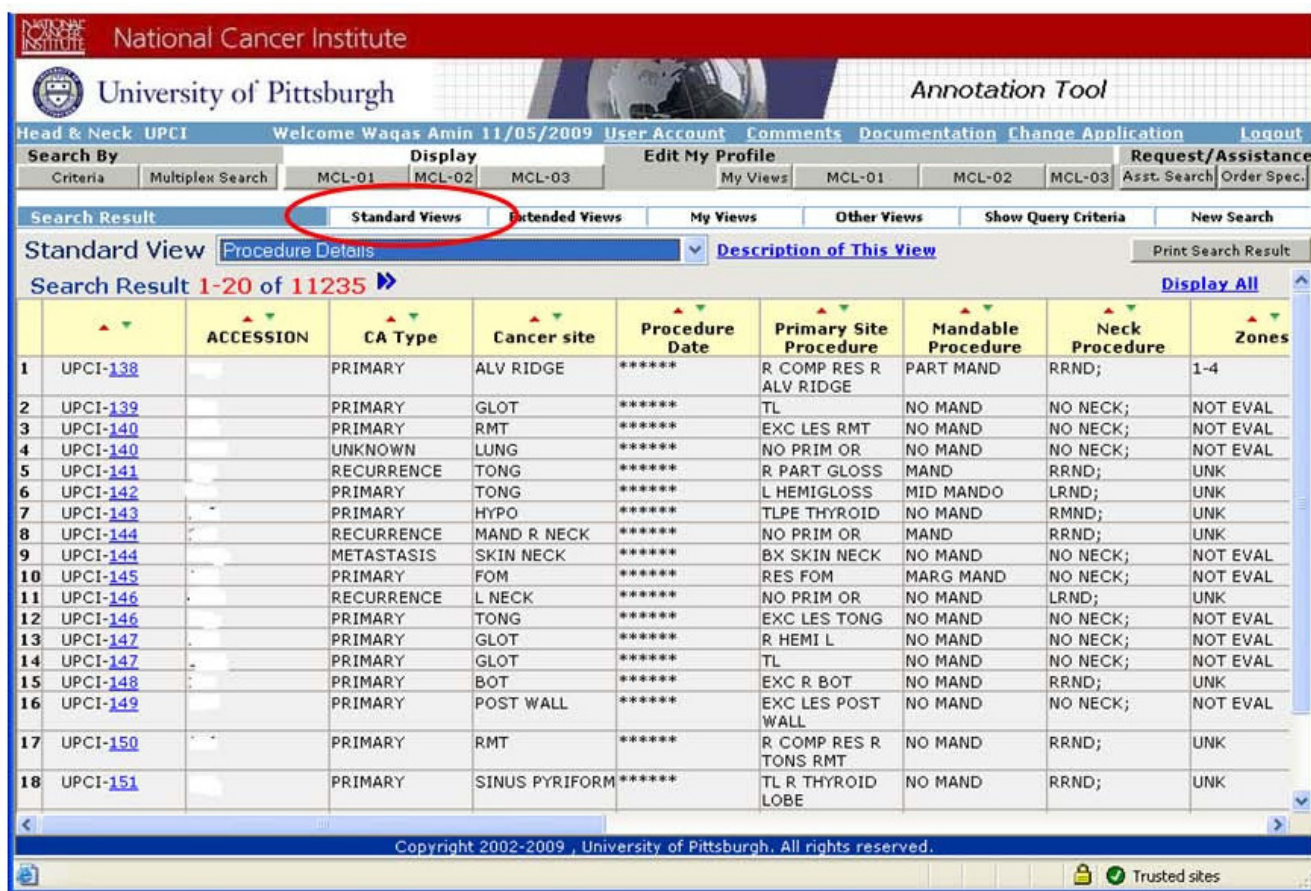 NATIONAL CANCER INSTITUTE National Cancer Institute
University of Pittsburgh Annotation Tool
Head & Neck UPCI Welcome Waqas Amin 11/05/2009 User Account Comments Documentation Change Application Logout
Search By Display Edit My Profile Request/Assistance
Criteria Multiplex Search MCL-01 MCL-02 MCL-03 My Views MCL-01 MCL-02 MCL-03 Asst. Search Order Spec.
Search Result Standard Views Extended Views My Views Other Views Show Query Criteria New Search
Standard View Procedure Details Description of This View Print Search Result
Search Result 1-20 of 11235 Display All
ACCESSION CA Type Cancer site Procedure Date Primary Site Procedure Mandable Procedure Neck Procedure Zones
1 UPCI-138 PRIMARY ALV RIDGE ****** R COMP RES R ALV RIDGE PART MAND RRND; 1-4
2 UPCI-139 PRIMARY GLOT ****** TL NO MAND NO NECK; NOT EVAL
3 UPCI-140 PRIMARY RMT ****** EXC LES RMT NO MAND NO NECK; NOT EVAL
4 UPCI-140 UNKNOWN LUNG ****** NO PRIM OR NO MAND NO NECK; NOT EVAL
5 UPCI-141 RECURRENCE TONG ****** R PART GLOSS MAND RRND; UNK
6 UPCI-142 PRIMARY TONG ****** L HEMIGLOSS MID MANDO LRND; UNK
7 UPCI-143 PRIMARY HYPO ****** TLPE THYROID NO MAND RMND; UNK
8 UPCI-144 RECURRENCE MAND R NECK ****** NO PRIM OR MAND RRND; UNK
9 UPCI-144 METASTASIS SKIN NECK ****** BX SKIN NECK NO MAND NO NECK; NOT EVAL
10 UPCI-145 PRIMARY FOM ****** RES FOM MARG MAND NO NECK; NOT EVAL
11 UPCI-146 RECURRENCE L NECK ****** NO PRIM OR NO MAND LRND; UNK
12 UPCI-146 PRIMARY TONG ****** EXC LES TONG NO MAND NO NECK; NOT EVAL
13 UPCI-147 PRIMARY GLOT ****** R HEMI L NO MAND NO NECK; NOT EVAL
14 UPCI-147 PRIMARY GLOT ****** TL NO MAND NO NECK; NOT EVAL
15 UPCI-148 PRIMARY BOT ****** EXC R BOT NO MAND RRND; UNK
16 UPCI-149 PRIMARY POST WALL ****** EXC LES POST WALL NO MAND NO NECK; NOT EVAL
17 UPCI-150 PRIMARY RMT ****** R COMP RES R TONS RMT NO MAND RRND; UNK
18 UPCI-151 PRIMARY SINUS PYRIFORM ****** TL R THYROID LOBE NO MAND RRND; UNK
Copyright 2002-2009 , University of Pittsburgh. All rights reserved.
Trusted sites